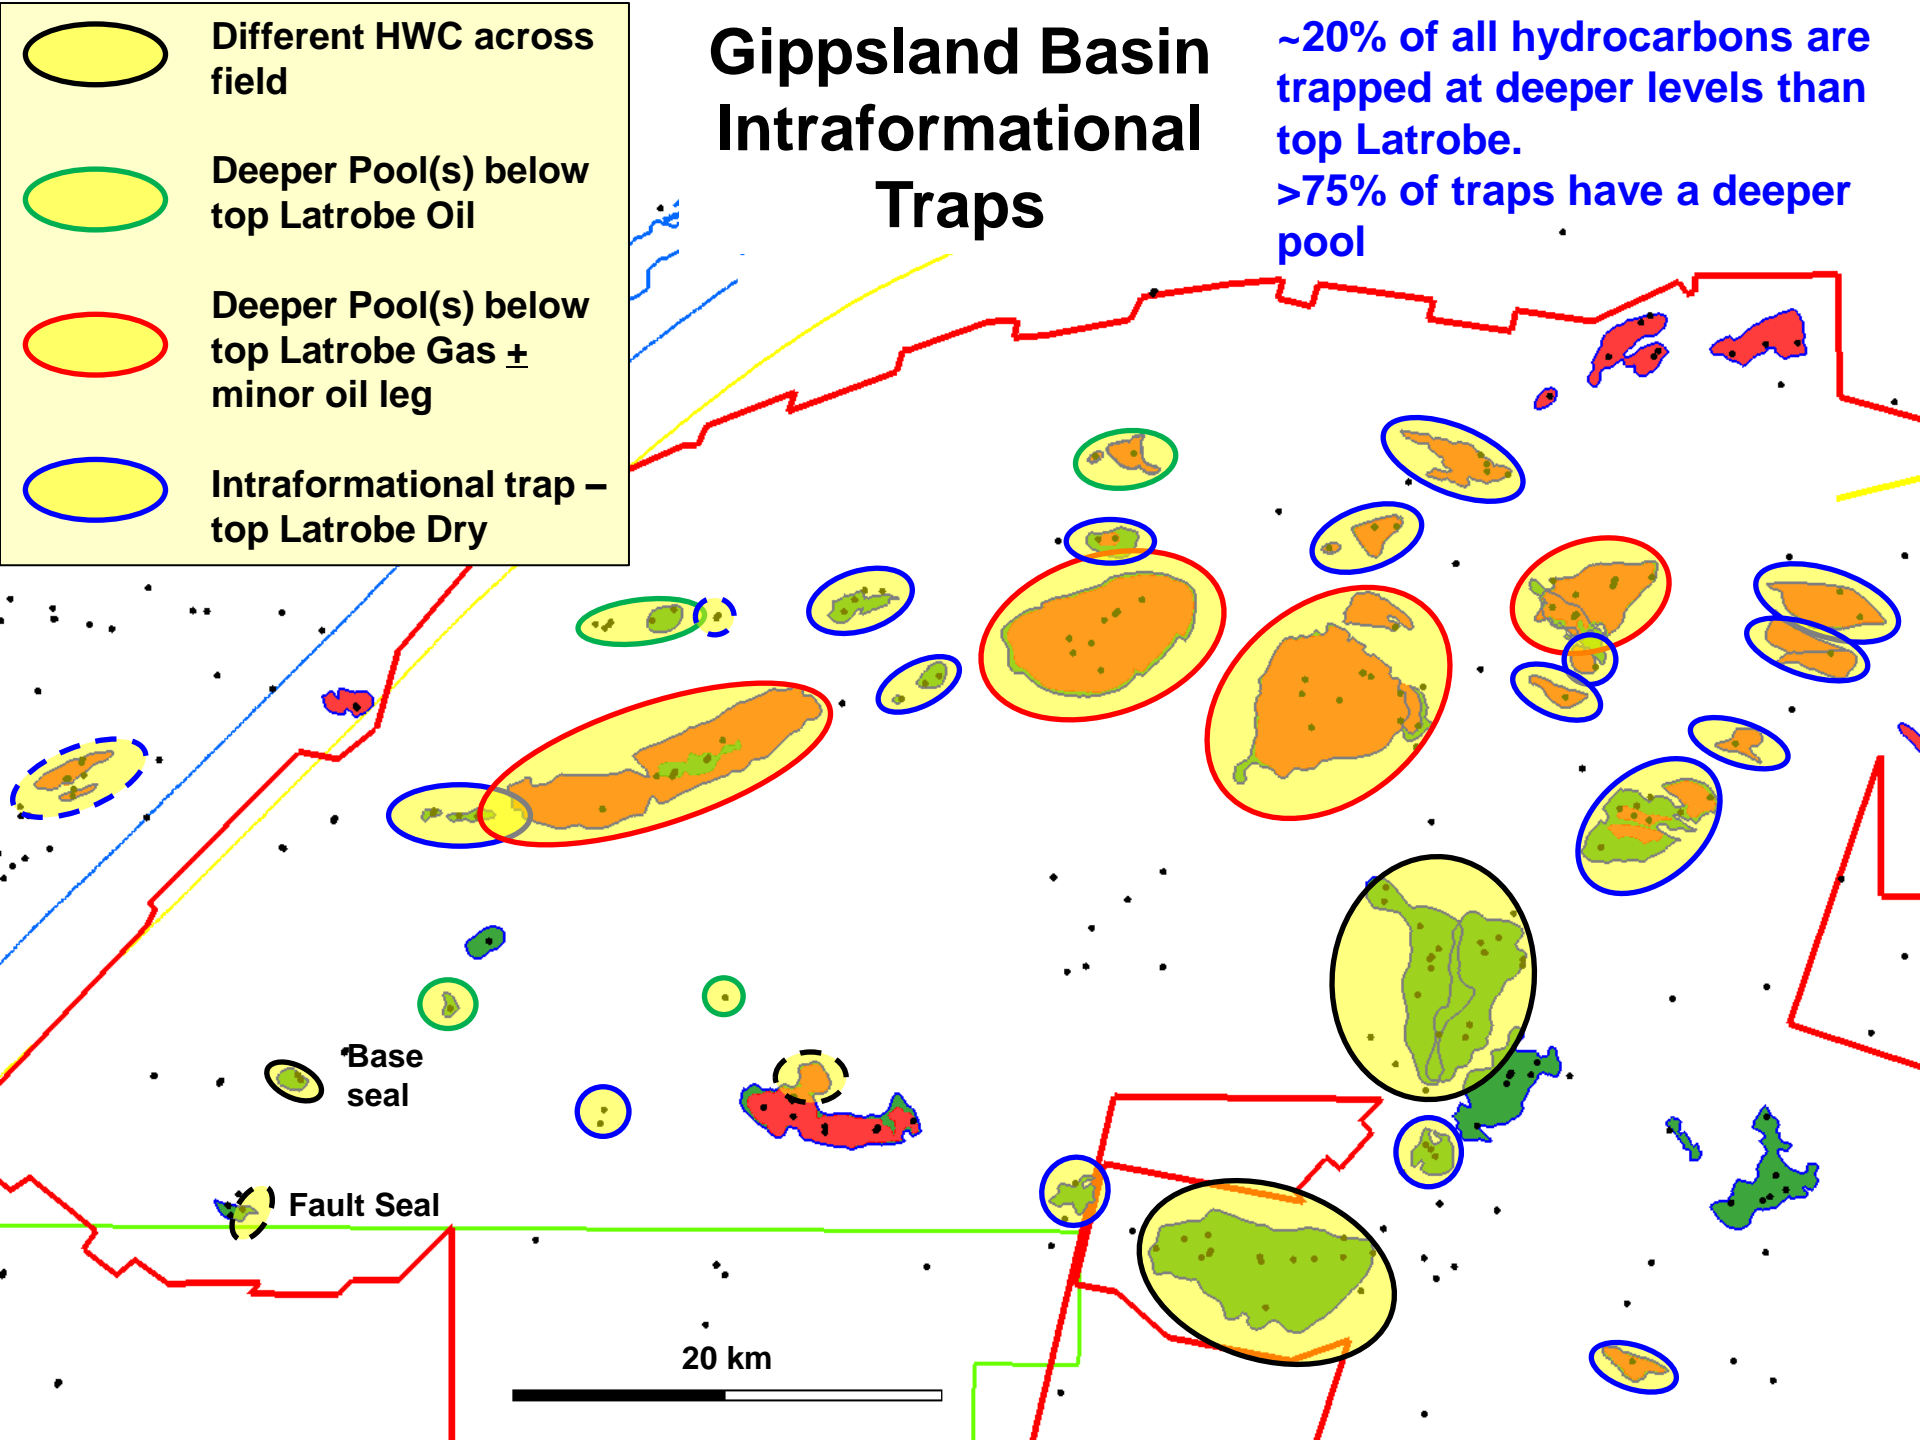 Different HWC across
field
Deeper Pool(s) below
top Latrobe Oil
Deeper Pool(s) below
top Latrobe Gas +
minor oil leg
Intraformational trap –
top Latrobe Dry
Gippsland Basin
Intraformational
Traps
~20% of all hydrocarbons are
trapped at deeper levels than
top Latrobe.
>75% of traps have a deeper
pool
Base
seal
Fault Seal
20 km